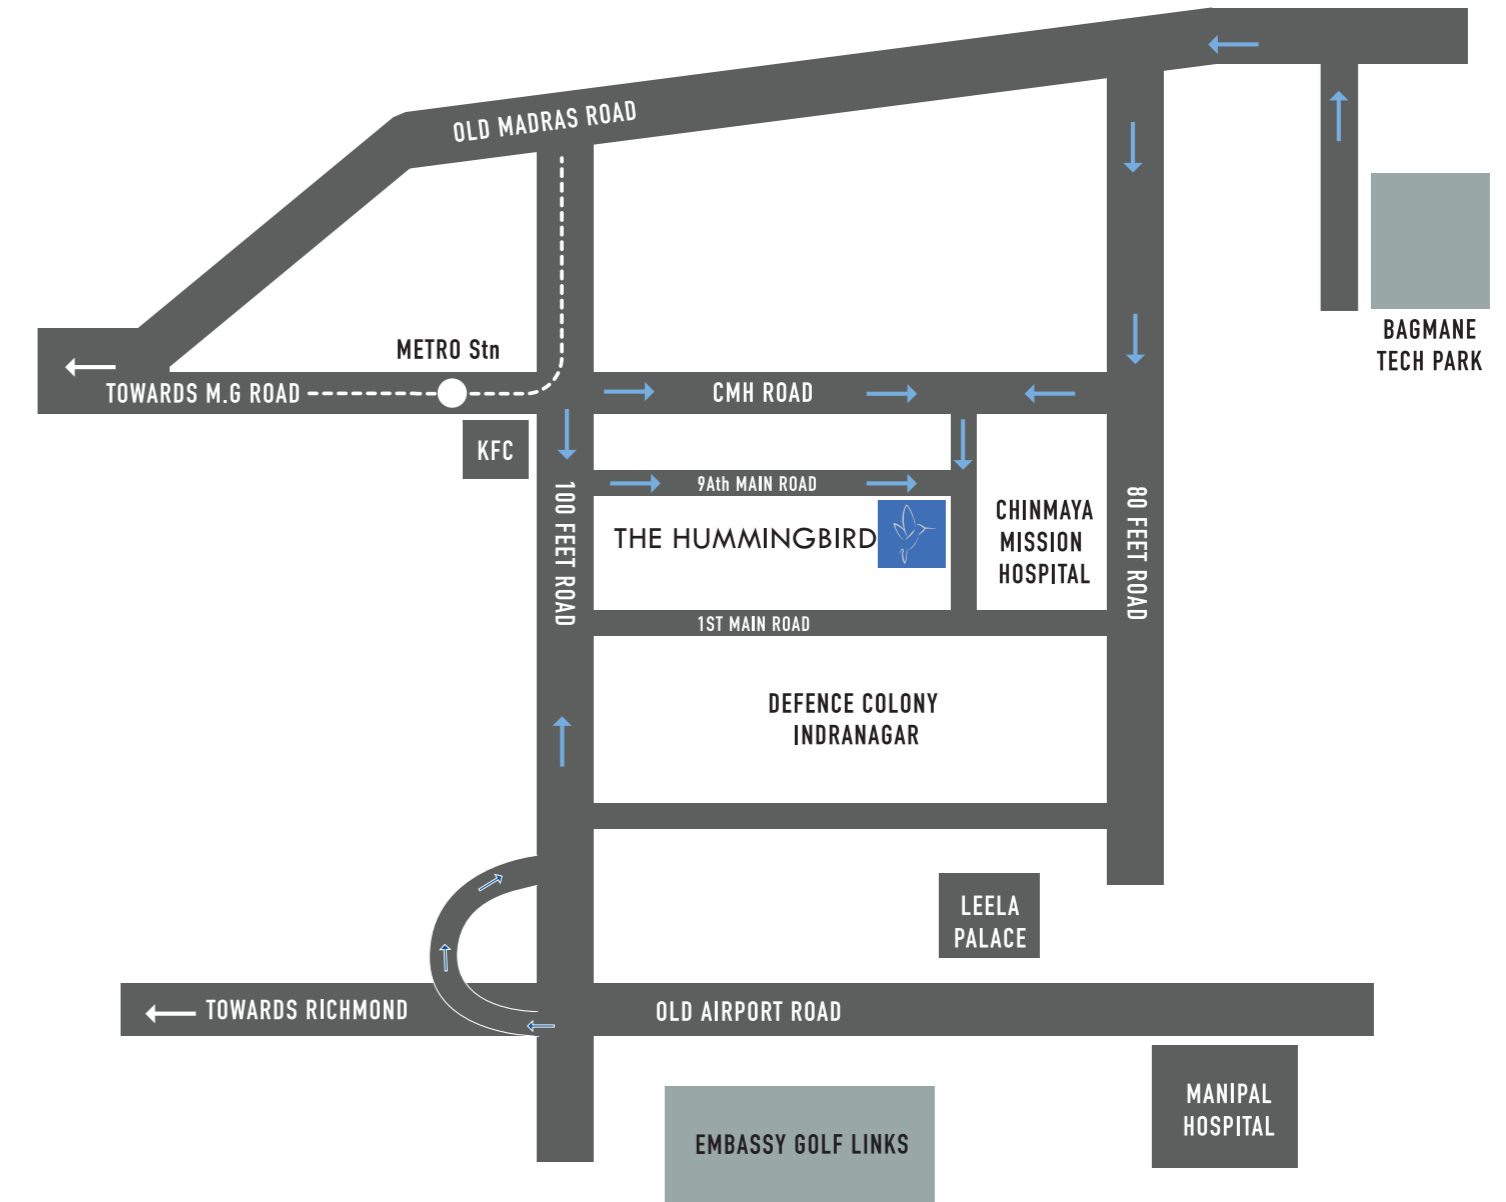 OLD MADRAS ROAD
METRO Stn
TOWARDS M.G ROAD
CMH ROAD
BAGMANE
TECH PARK
KFC
9Ath MAIN ROAD
100 FEET ROAD
THE HUMMINGBIRD
CHINMAYA
MISSION
HOSPITAL
80 FEET ROAD
1ST MAIN ROAD
DEFENCE COLONY
INDRANAGAR
LEELA
PALACE
TOWARDS RICHMOND
OLD AIRPORT ROAD
MANIPAL
HOSPITAL
EMBASSY GOLF LINKS